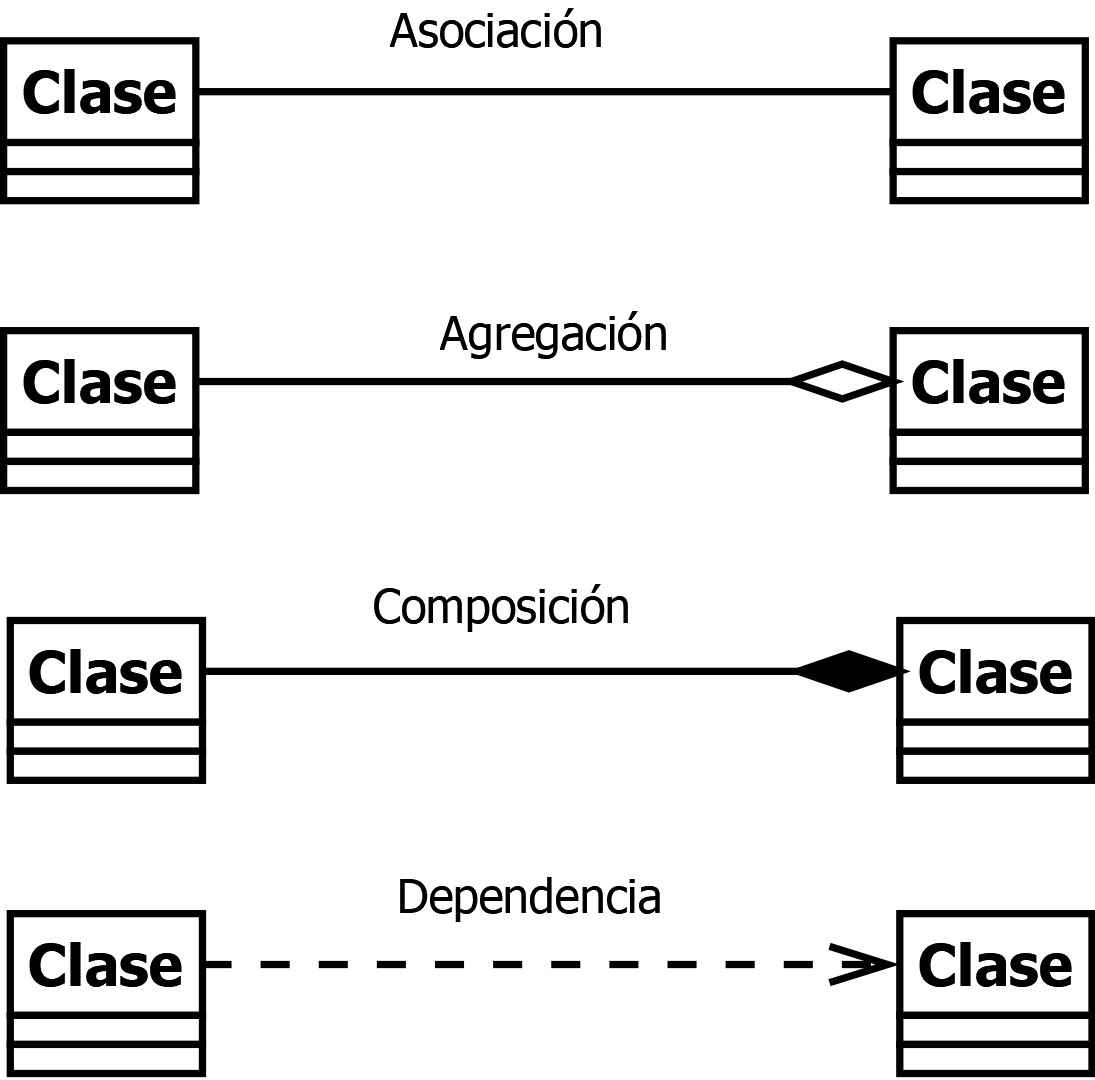 Asociación
Clase
Clase
Agregación
Clase
Clase
Composición
Clase
Clase
Dependencia
Clase
Clase